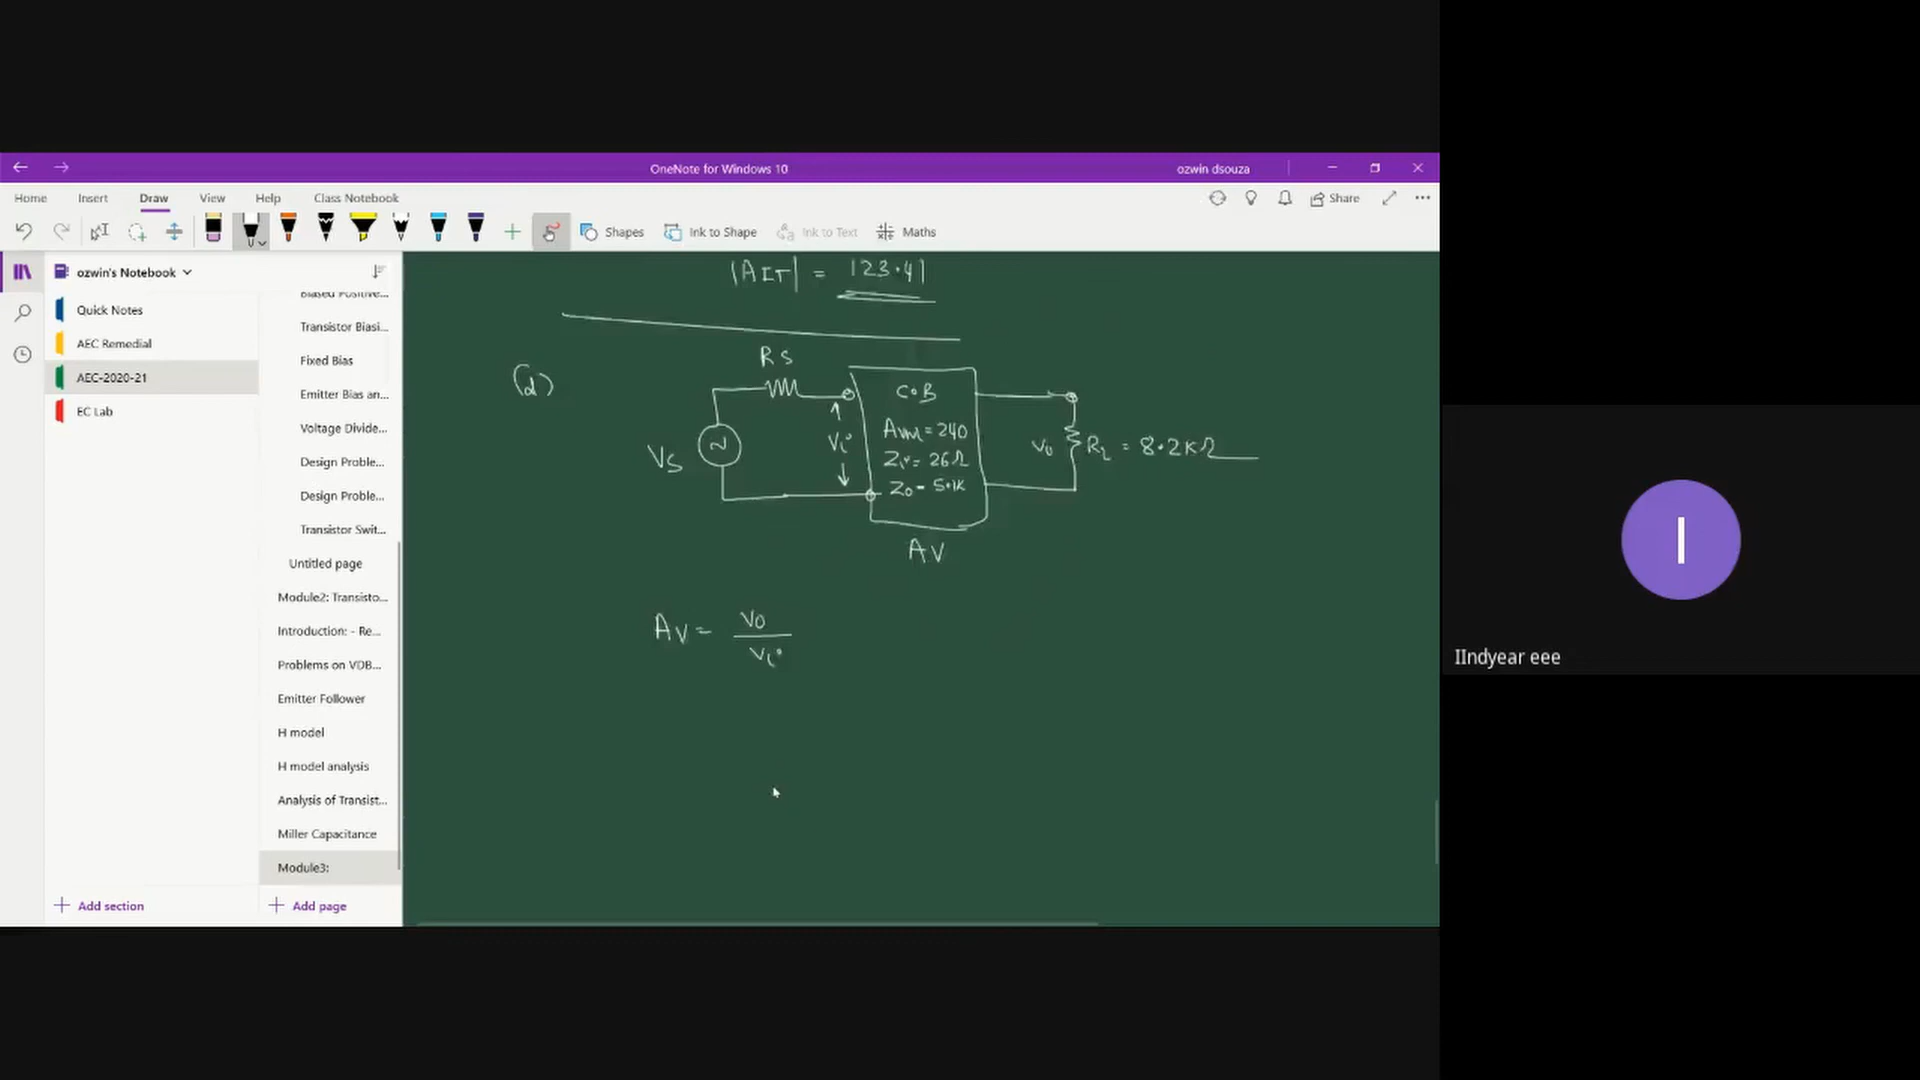 OneNote for Windows 10
ozwin dsouza
Home Insert Draw View Help Class Notebook
Share
Shapes Ink to Shape Ink to Text Maths
ozwin's Notebook
Quick Notes
AEC Remedial
AEC-2020-21
EC Lab
Add section
Biased Positive...
Transistor Biasi...
Fixed Bias
Emitter Bias an...
Voltage Divide...
Design Proble...
Design Proble...
Transistor Swit...
Untitled page
Module2: Transisto...
Introduction: - Re...
Problems on VDB...
Emitter Follower
H model
H model analysis
Analysis of Transist...
Miller Capacitance
Module3:
Add page
|AIT| = 123.41
(d)
RS
VS
Vi
C.B
AVNL = 240
Zi = 26Ω
Zo = 5.1K
AV
Vo
RL = 8.2KΩ
AV = Vo
Vi
I
IIndyear eee